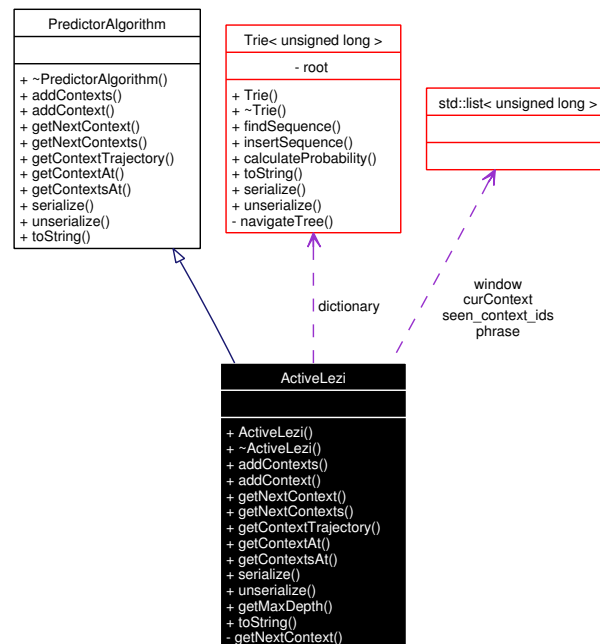 PredictorAlgorithm
+ ~PredictorAlgorithm()
+ addContexts()
+ addContext()
+ getNextContext()
+ getNextContexts()
+ getContextTrajectory()
+ getContextAt()
+ getContextsAt()
+ serialize()
+ unserialize()
+ toString()
Trie< unsigned long >
- root
+ Trie()
+ ~Trie()
+ findSequence()
+ insertSequence()
+ calculateProbability()
+ toString()
+ serialize()
+ unserialize()
- navigateTree()
std::list< unsigned long >
dictionary
window
curContext
seen_context_ids
phrase
ActiveLezi
+ ActiveLezi()
+ ~ActiveLezi()
+ addContexts()
+ addContext()
+ getNextContext()
+ getNextContexts()
+ getContextTrajectory()
+ getContextAt()
+ getContextsAt()
+ serialize()
+ unserialize()
+ getMaxDepth()
+ toString()
- getNextContext()